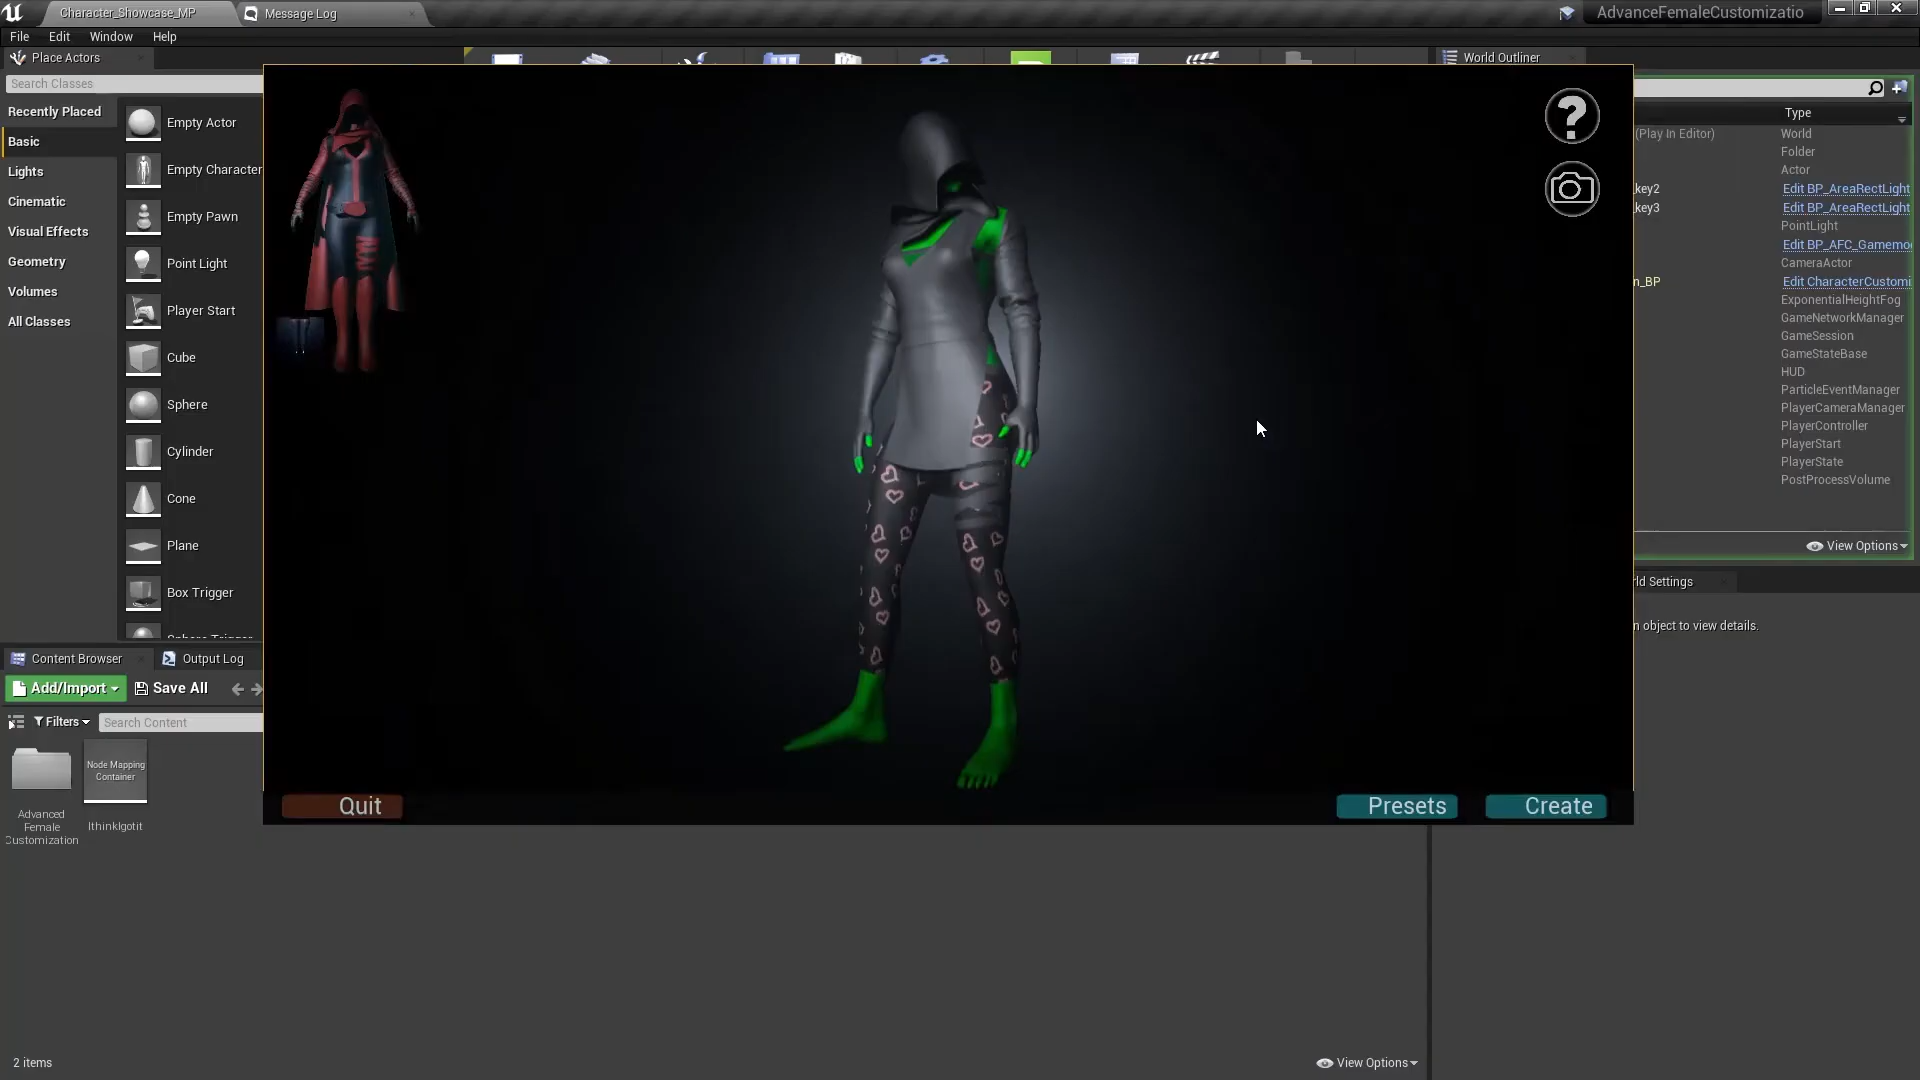 Character_Showcase_MP
Message Log
AdvanceFemaleCustomizatio
File
Edit
Window
Help
Place Actors
World Outliner
Search Classes
Recently Placed
Basic
Lights
Cinematic
Visual Effects
Geometry
Volumes
All Classes
Empty Actor
Empty Character
Empty Pawn
Point Light
Player Start
Cube
Sphere
Cylinder
Cone
Plane
Box Trigger
Sphere Trigger
Type
(Play In Editor)
World
Folder
Actor
_key2
Edit BP_AreaRectLight
_key3
Edit BP_AreaRectLight
PointLight
Edit BP_AFC_Gamemo
CameraActor
n_BP
Edit CharacterCustomi
ExponentialHeightFog
GameNetworkManager
GameSession
GameStateBase
HUD
ParticleEventManager
PlayerCameraManager
PlayerController
PlayerStart
PlayerState
PostProcessVolume
View Options
rld Settings
n object to view details.
Content Browser
Output Log
Add/Import
Save All
Filters
Search Content
Node Mapping
Container
Advanced
Female
Customization
Ithinkigotit
Quit
Presets
Create
?
2 items
View Options